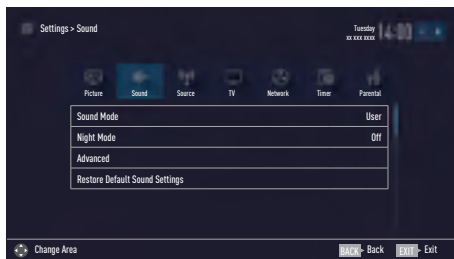 Settings > Sound
Tuesday
xx xxx xxxx
14:00
Picture Sound Source TV Network Timer Parental
Sound Mode User
Night Mode Off
Advanced
Restore Default Sound Settings
Change Area
BACK Back EXIT Exit